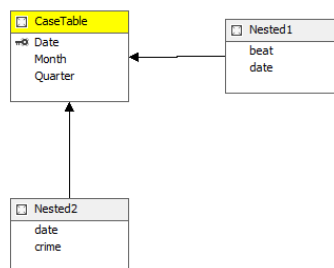 CaseTable
Date
Month
Quarter
Nested1
beat
date
Nested2
date
crime